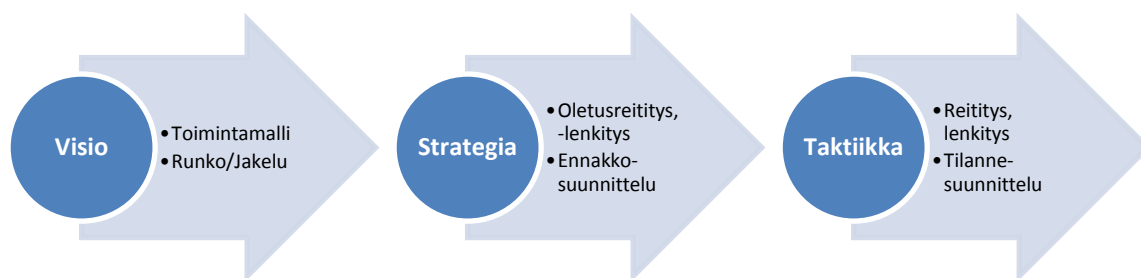 Visio
•Toimintamalli
•Runko/Jakelu
Strategia
•Oletusreititys,
-lenkitys
•Ennakko-
suunnittelu
Taktiikka
•Reititys,
lenkitys
•Tilanne-
suunnittelu